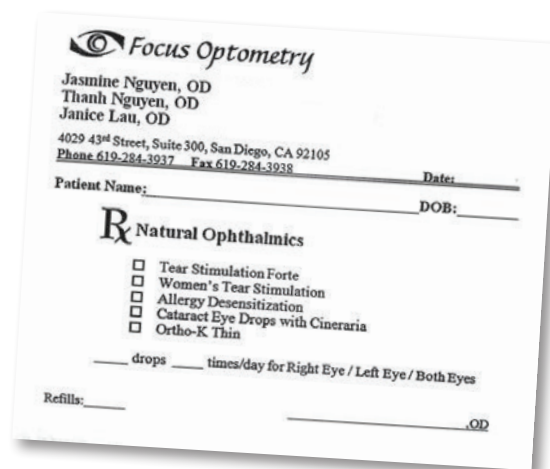 Focus Optometry
Jasmine Nguyen, OD
Thanh Nguyen, OD
Janice Lau, OD
4029 43rd Street, Suite 300, San Diego, CA 92105
Phone 619-284-3937 Fax 619-284-3938 Date:
Patient Name: DOB:
Rx Natural Ophthalmics
Tear Stimulation Forte
Women's Tear Stimulation
Allergy Desensitization
Cataract Eye Drops with Cineraria
Ortho-K Thin
____ drops ____ times/day for Right Eye / Left Eye / Both Eyes
Refills:______ ,OD